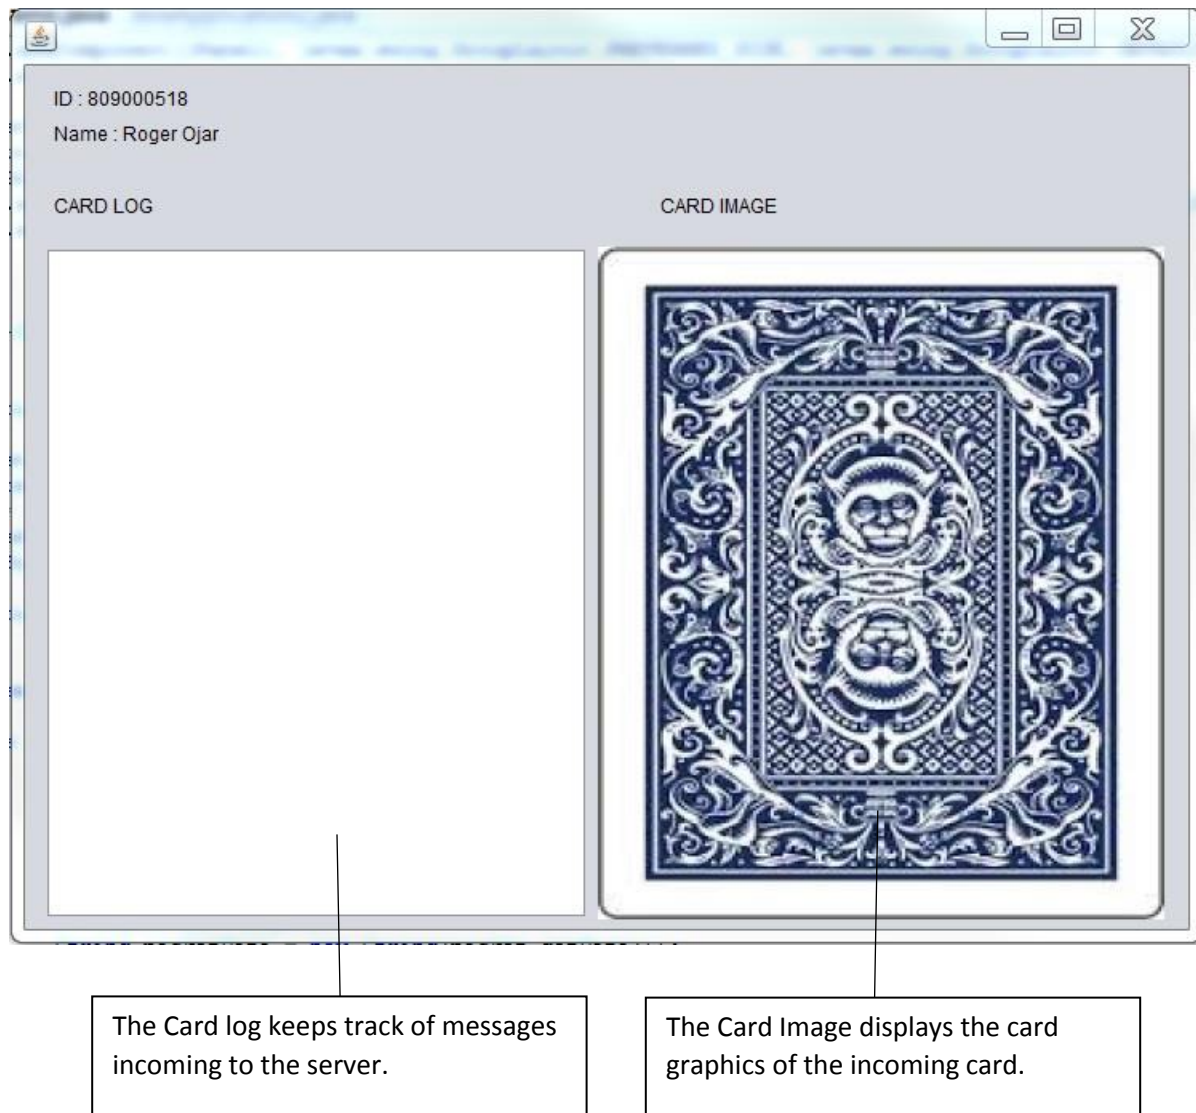 ID : 809000518
Name : Roger Ojar
CARD LOG
CARD IMAGE
The Card log keeps track of messages
incoming to the server.
The Card Image displays the card
graphics of the incoming card.